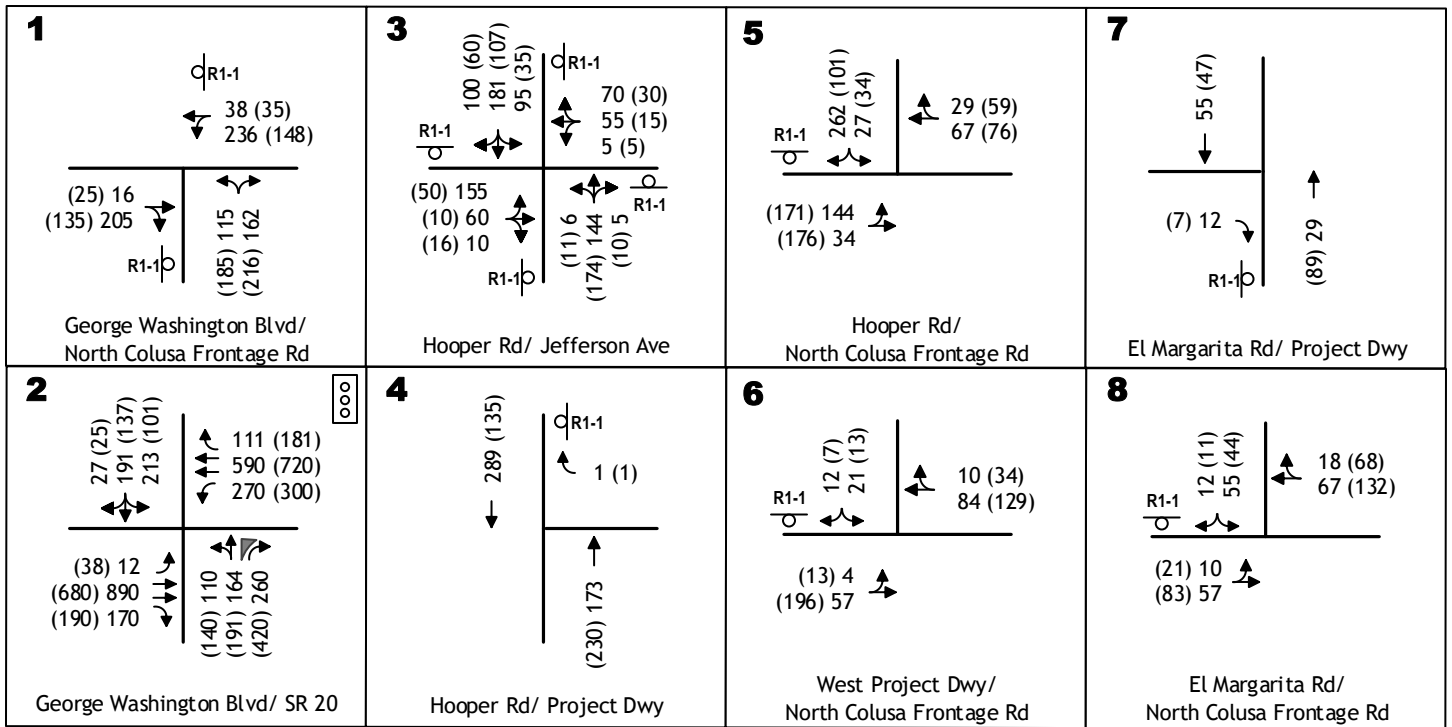 1
R1-1
38 (35)
236 (148)
(25) 16
(135) 205
R1-1
(185) 115
(216) 162
George Washington Blvd/
North Colusa Frontage Rd
3
100 (60)
181 (107)
95 (35)
R1-1
70 (30)
55 (15)
5 (5)
R1-1
(50) 155
(10) 60
(16) 10
R1-1
(11) 6
(174) 144
(10) 5
R1-1
Hooper Rd/ Jefferson Ave
5
262 (101)
27 (34)
29 (59)
67 (76)
R1-1
(171) 144
(176) 34
Hooper Rd/
North Colusa Frontage Rd
7
55 (47)
(7) 12
R1-1
(89) 29
El Margarita Rd/ Project Dwy
2
27 (25)
191 (137)
213 (101)
111 (181)
590 (720)
270 (300)
(38) 12
(680) 890
(190) 170
(140) 110
(191) 164
(420) 260
George Washington Blvd/ SR 20
4
289 (135)
R1-1
1 (1)
(230) 173
Hooper Rd/ Project Dwy
6
12 (7)
21 (13)
10 (34)
84 (129)
R1-1
(13) 4
(196) 57
West Project Dwy/
North Colusa Frontage Rd
8
12 (11)
55 (44)
18 (68)
67 (132)
R1-1
(21) 10
(83) 57
El Margarita Rd/
North Colusa Frontage Rd